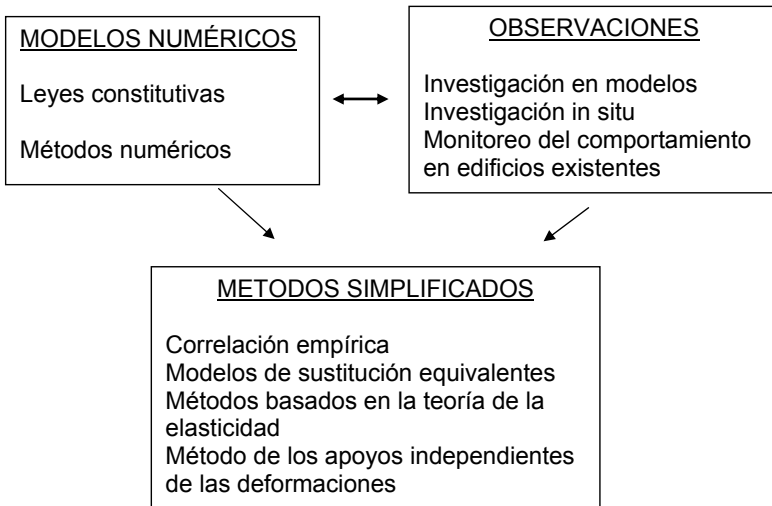 MODELOS NUMÉRICOS
Leyes constitutivas
Métodos numéricos
OBSERVACIONES
Investigación en modelos
Investigación in situ
Monitoreo del comportamiento
en edificios existentes
METODOS SIMPLIFICADOS
Correlación empírica
Modelos de sustitución equivalentes
Métodos basados en la teoría de la
elasticidad
Método de los apoyos independientes
de las deformaciones